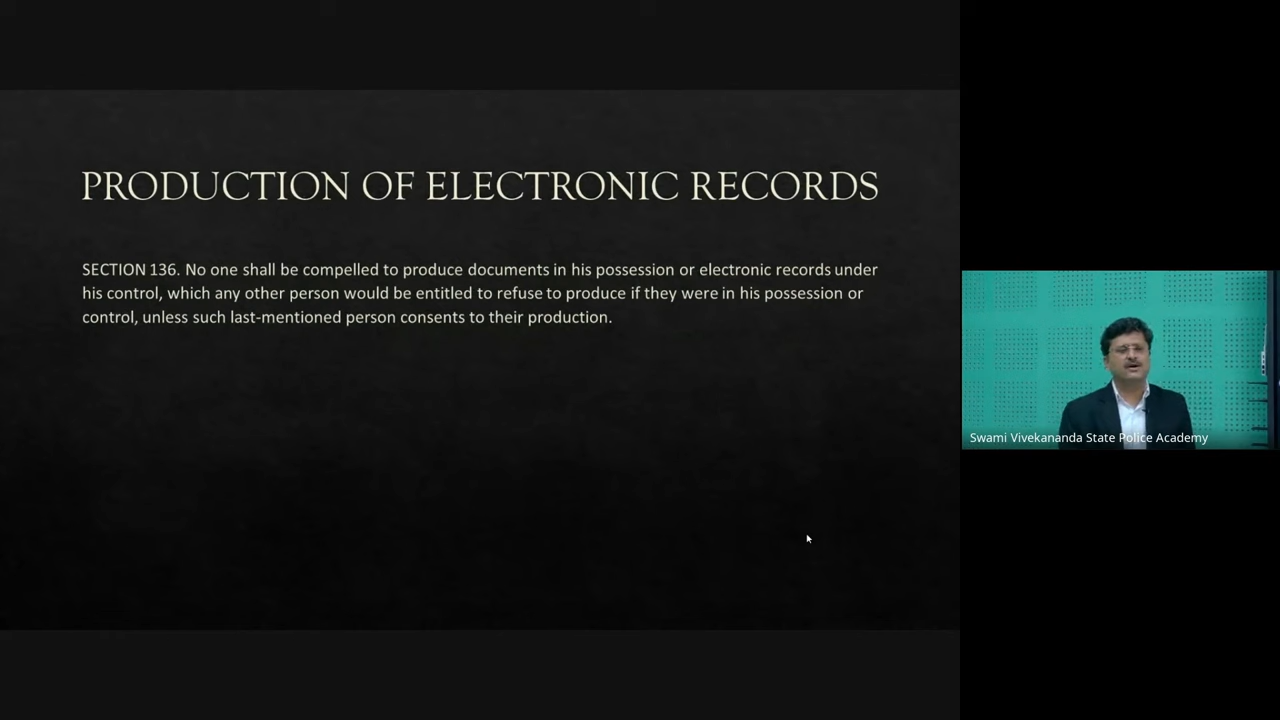 PRODUCTION OF ELECTRONIC RECORDS
SECTION 136. No one shall be compelled to produce documents in his possession or electronic records under
his control, which any other person would be entitled to refuse to produce if they were in his possession or
control, unless such last-mentioned person consents to their production.
Swami Vivekananda State Police Academy